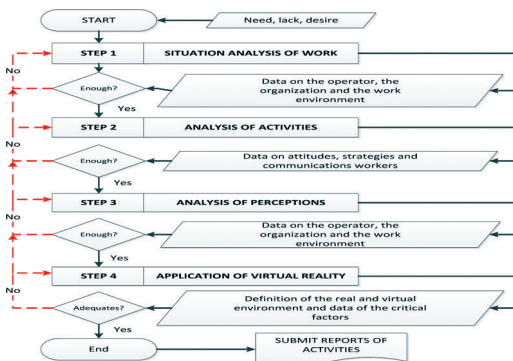 START
Need, lack, desire
STEP 1
SITUATION ANALYSIS OF WORK
No
Enough?
Data on the operator, the
organization and the work
environment
Yes
STEP 2
ANALYSIS OF ACTIVITIES
No
Enough?
Data on attitudes, strategies and
communications workers
Yes
STEP 3
ANALYSIS OF PERCEPTIONS
No
Enough?
Data on the operator, the
organization and the work
environment
Yes
STEP 4
APPLICATION OF VIRTUAL REALITY
No
Adequates?
Definition of the real and virtual
environment and data of the critical
factors
Yes
End
SUBMIT REPORTS OF
ACTIVITIES